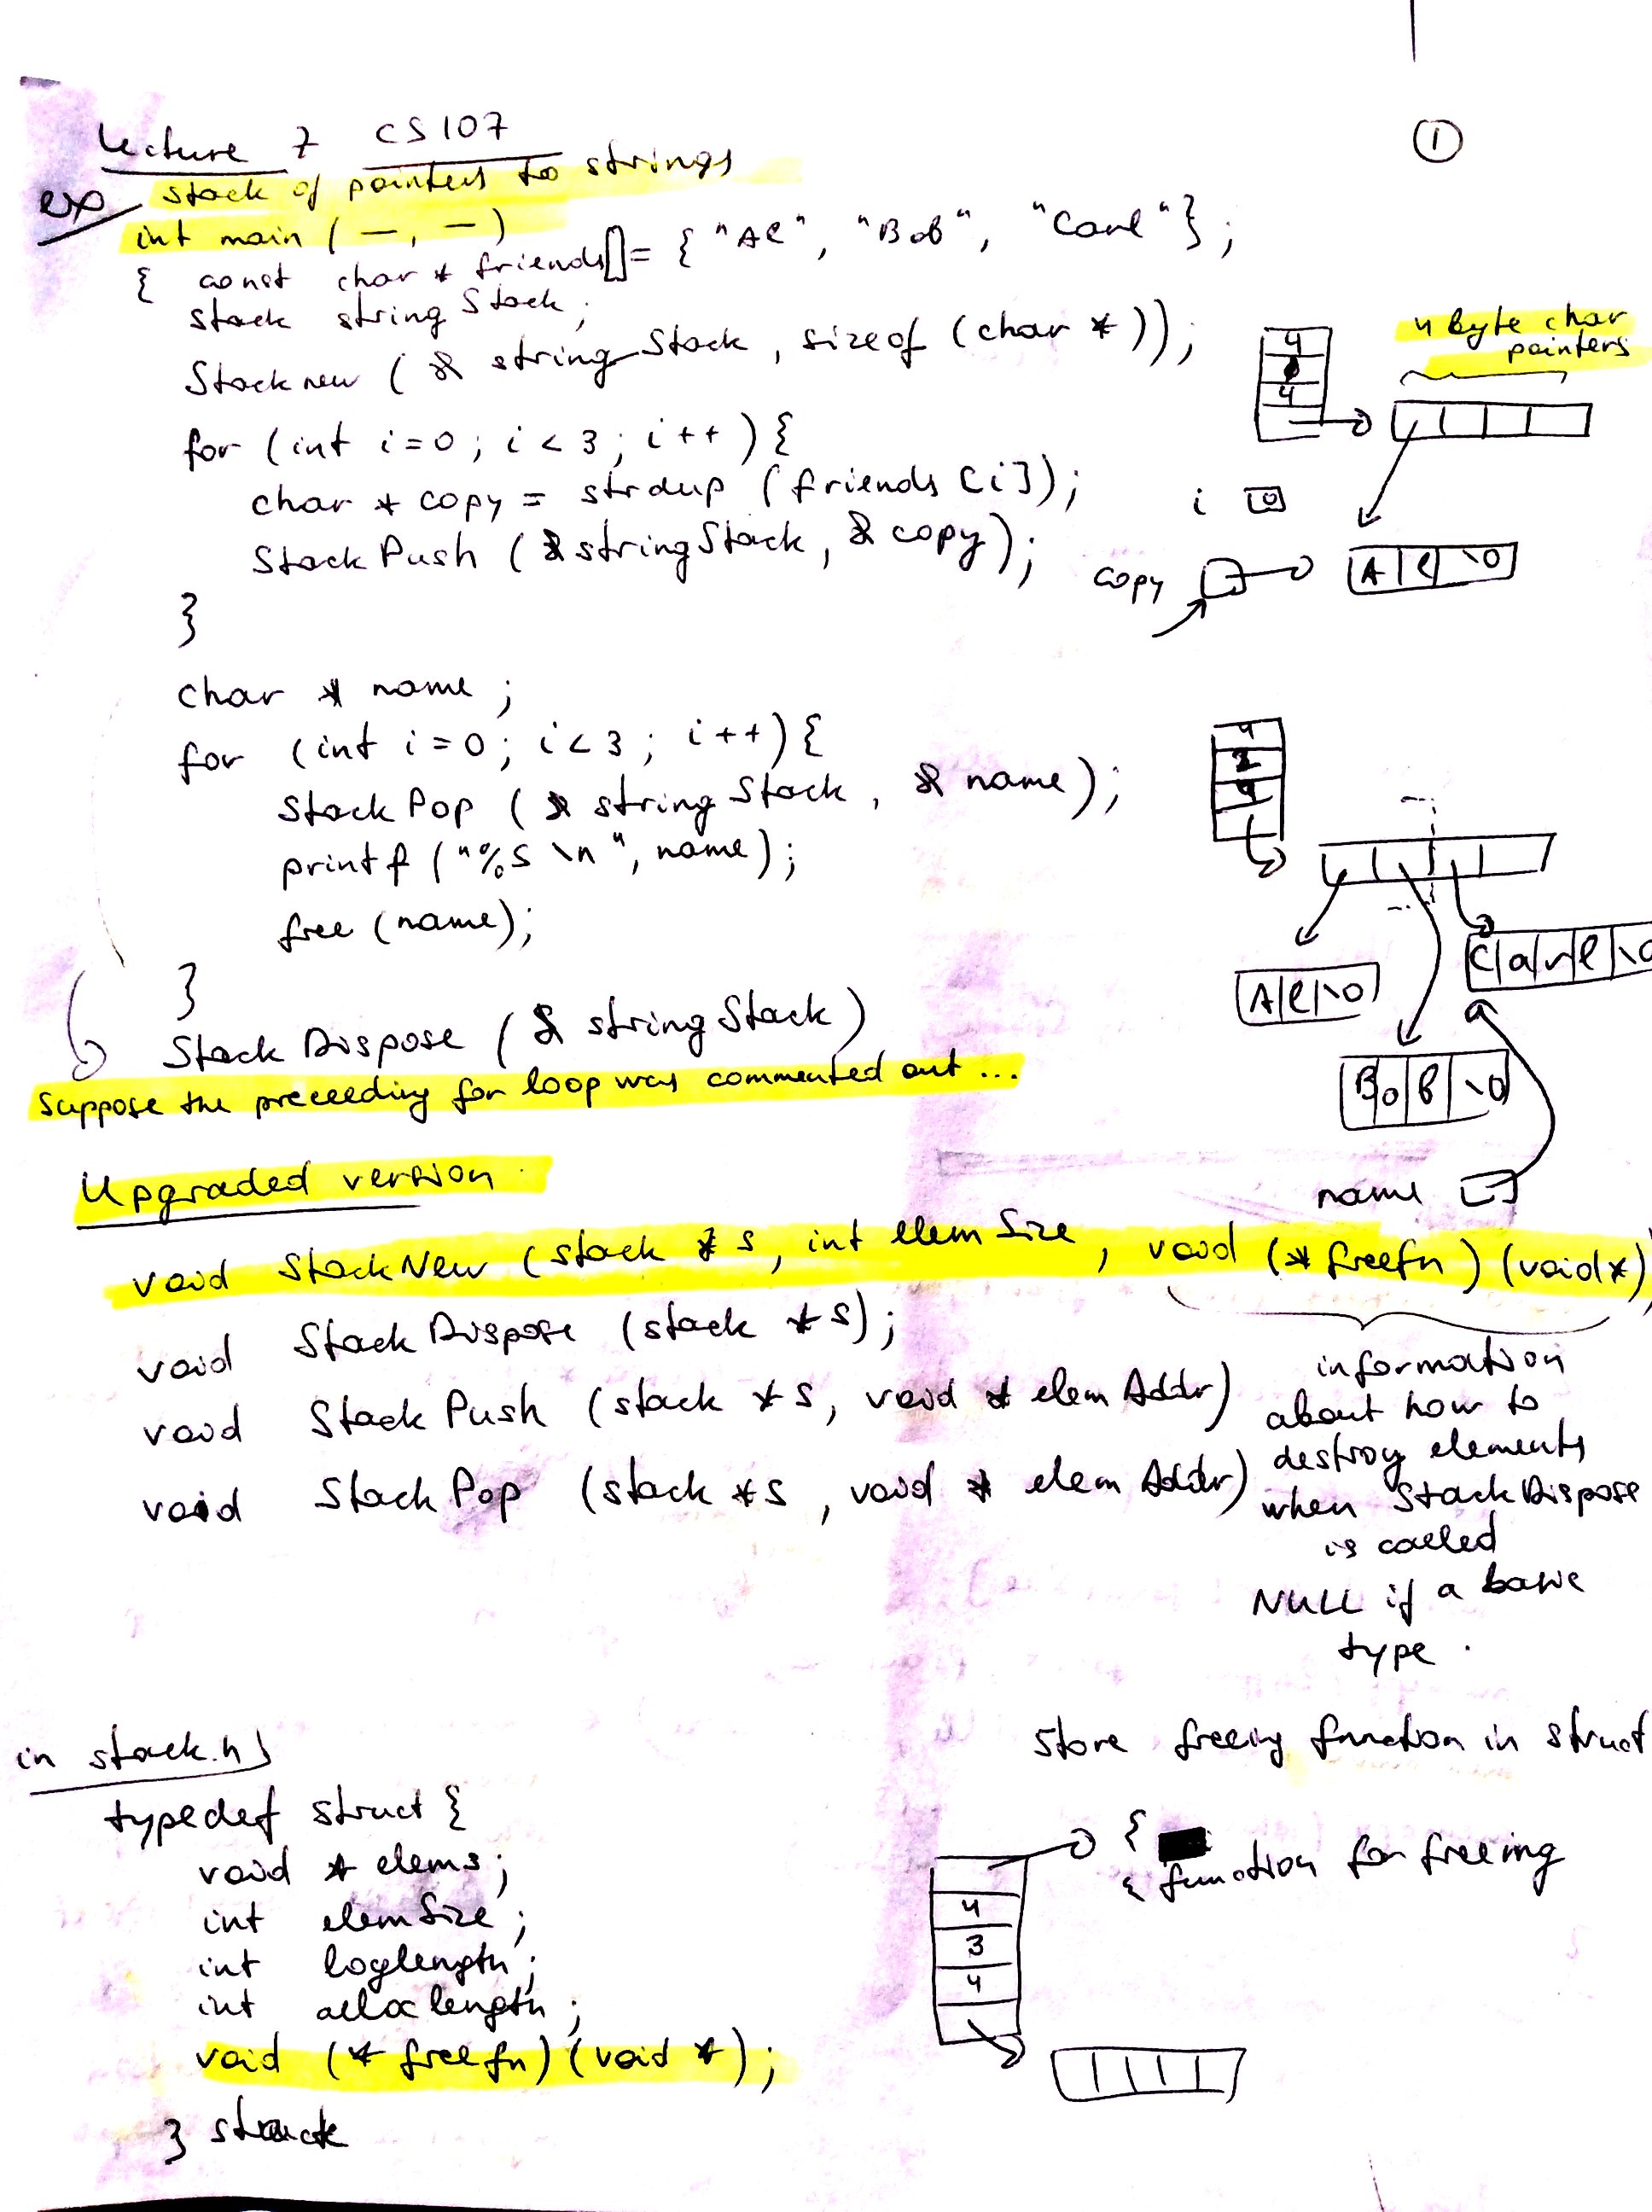 Lecture 7 CS107
①
ex stack of pointers to strings
int main ( —, — )
{ const char * friends[] = { "Al", "Bob", "Carl" };
stack stringStack;
Stacknew ( & stringStack, sizeof (char *));
4 byte char pointers
4
4
for (int i=0; i<3; i++) {
char * copy = strdup (friends [i]);
i 0
StackPush (&stringStack, & copy);
copy
A l \0
}
char * name;
for (int i=0; i<3; i++) {
StackPop (& stringStack, & name);
4
2
4
printf ("%s \n", name);
free (name);
C a r l \0
A l \0
}
StackDispose (& stringStack)
B o B \0
Suppose the preceeding for loop was commented out ...
Upgraded version
name
void StackNew (stack * s, int elemSize, void (* freefn) (void*)
void StackDispose (stack * s);
information
about how to
void StackPush (stack * s, void * elemAddr)
destroy elements
void StackPop (stack *s, void * elemAddr)
when StackDispose
is called
NULL if a basic
type.
Store freeing function in struct
in stack.h
typedef struct {
void * elems;
int elemSize;
int loglength;
int alloclength;
void (* freefn) (void *);
} stack
{
{ function for freeing
4
3
4